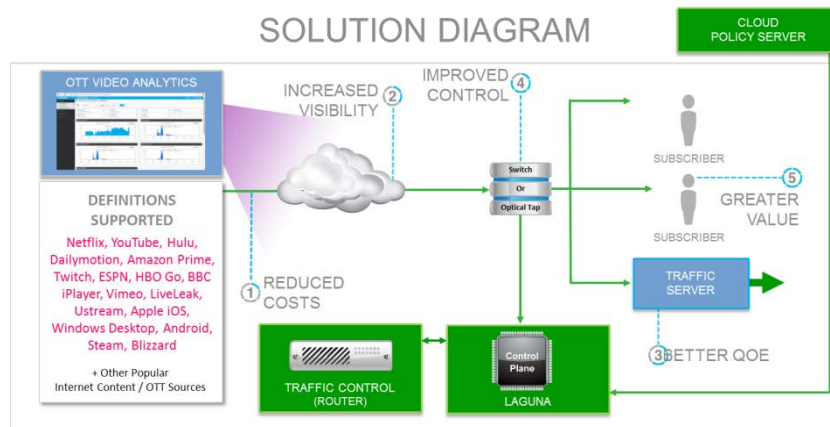 SOLUTION DIAGRAM
CLOUD
POLICY SERVER
OTT VIDEO ANALYTICS
INCREASED
VISIBILITY
2
IMPROVED
CONTROL
4
SUBSCRIBER
Switch
Or
Optical Tap
5
GREATER
VALUE
SUBSCRIBER
DEFINITIONS
SUPPORTED
Netflix, YouTube, Hulu,
Dailymotion, Amazon Prime,
Twitch, ESPN, HBO Go, BBC
iPlayer, Vimeo, LiveLeak,
Ustream, Apple iOS,
Windows Desktop, Android,
Steam, Blizzard
+ Other Popular
Internet Content / OTT Sources
1
REDUCED
COSTS
TRAFFIC
SERVER
3
BETTER QOE
TRAFFIC CONTROL
(ROUTER)
Control
Plane
LAGUNA